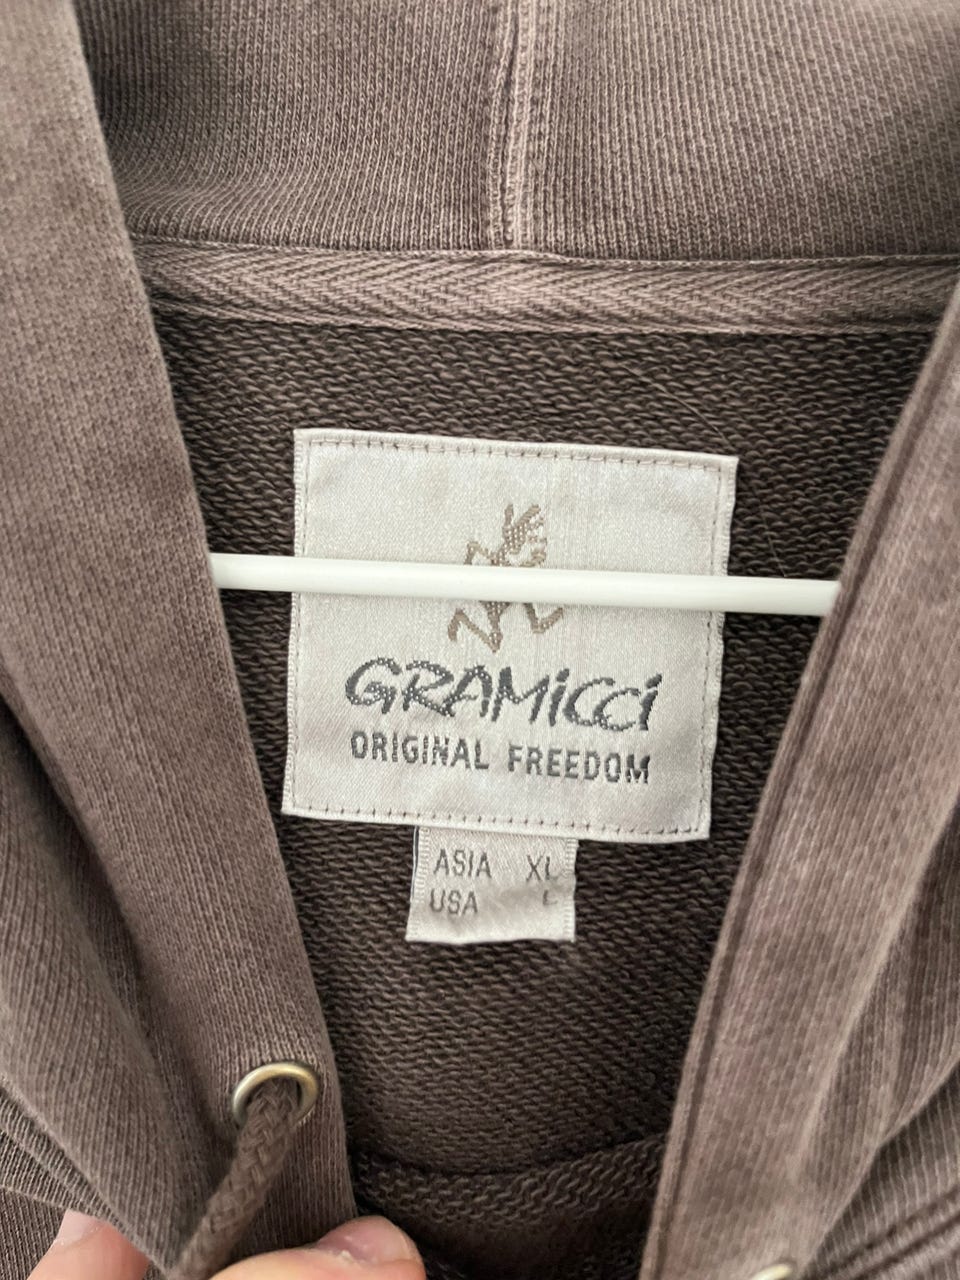 GRAMiCCi
ORIGINAL FREEDOM
ASIA XL
USA L